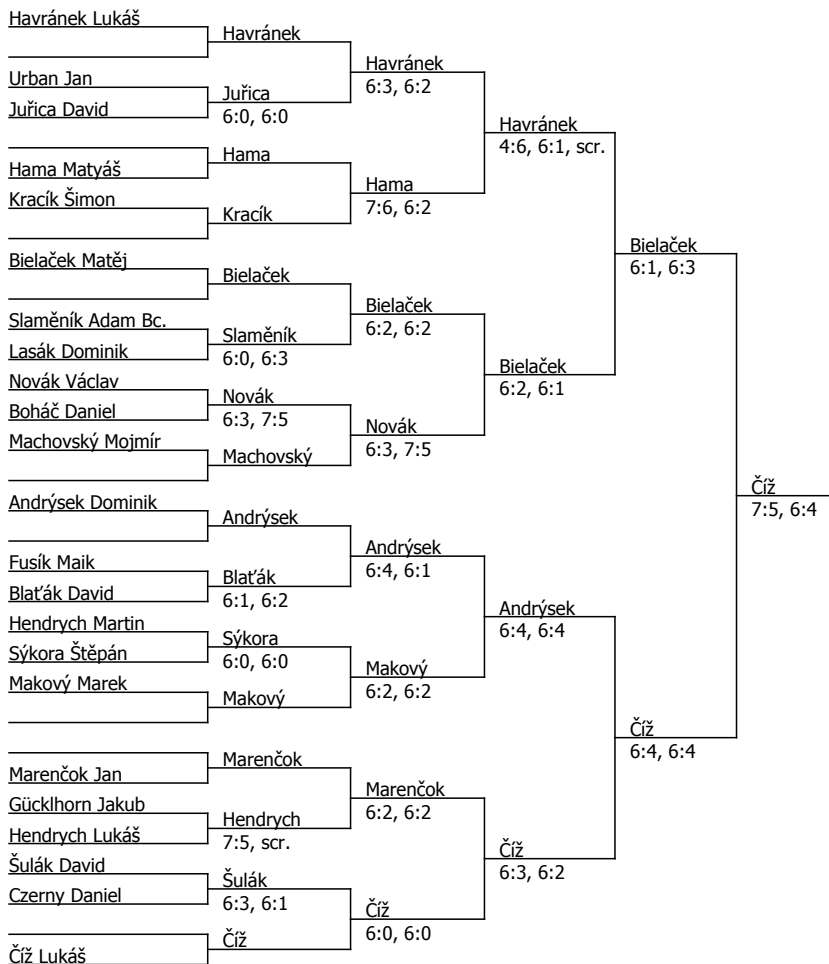 Havránek Lukáš
Havránek
Havránek
6:3, 6:2
Urban Jan
Juřica
6:0, 6:0
Juřica David
Havránek
4:6, 6:1, scr.
Hama
Hama Matyáš
Hama
7:6, 6:2
Kracík Šimon
Kracík
Bielaček
6:1, 6:3
Bielaček Matěj
Bielaček
Bielaček
6:2, 6:2
Slaměník Adam Bc.
Slaměník
6:0, 6:3
Lasák Dominik
Bielaček
6:2, 6:1
Novák Václav
Novák
6:3, 7:5
Boháč Daniel
Novák
6:3, 7:5
Machovský Mojmír
Machovský
Číž
7:5, 6:4
Andrýsek Dominik
Andrýsek
Andrýsek
6:4, 6:1
Fusík Maik
Blaťák
6:1, 6:2
Blaťák David
Andrýsek
6:4, 6:4
Hendrych Martin
Sýkora
6:0, 6:0
Sýkora Štěpán
Makový
6:2, 6:2
Makový Marek
Makový
Číž
6:4, 6:4
Marenčok
Marenčok Jan
Marenčok
6:2, 6:2
Gücklhorn Jakub
Hendrych
7:5, scr.
Hendrych Lukáš
Číž
6:3, 6:2
Šulák David
Šulák
6:3, 6:1
Czerny Daniel
Číž
6:0, 6:0
Číž
Číž Lukáš